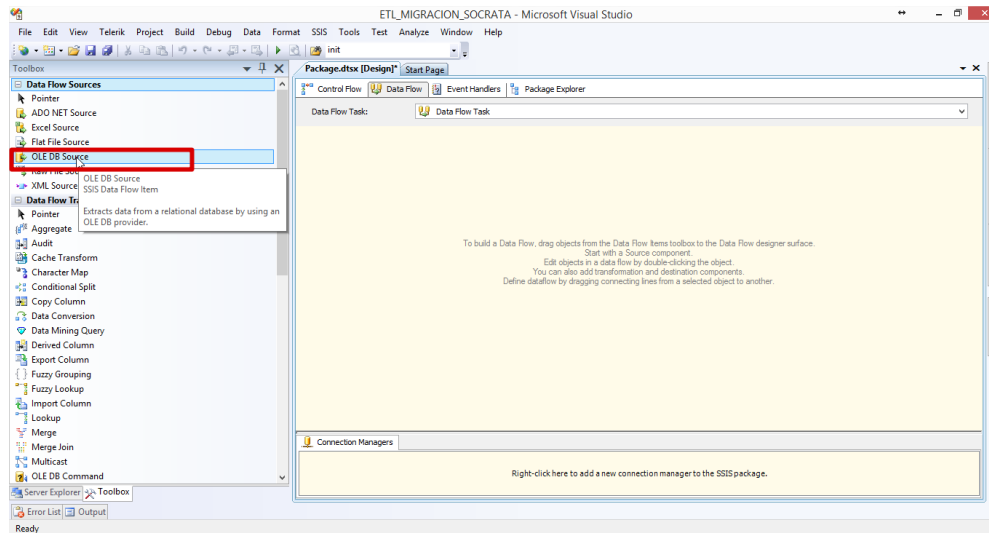 ETL_MIGRACION_SOCRATA - Microsoft Visual Studio
File Edit View Telerik Project Build Debug Data Format SSIS Tools Test Analyze Window Help
init
Toolbox
Package.dtsx [Design]* Start Page
Data Flow Sources
Pointer
ADO NET Source
Excel Source
Flat File Source
OLE DB Source
Raw File Sou
XML Source
Data Flow Tra
Pointer
Aggregate
Audit
Cache Transform
Character Map
Conditional Split
Copy Column
Data Conversion
Data Mining Query
Derived Column
Export Column
Fuzzy Grouping
Fuzzy Lookup
Import Column
Lookup
Merge
Merge Join
Multicast
OLE DB Command
OLE DB Source
SSIS Data Flow Item
Extracts data from a relational database by using an
OLE DB provider.
Control Flow Data Flow Event Handlers Package Explorer
Data Flow Task: Data Flow Task
To build a Data Flow, drag objects from the Data Flow Items toolbox to the Data Flow designer surface.
Start with a Source component.
Edit objects in a data flow by double-clicking the object.
You can also add transformation and destination components.
Define dataflow by dragging connecting lines from a selected object to another.
Connection Managers
Right-click here to add a new connection manager to the SSIS package.
Server Explorer Toolbox
Error List Output
Ready